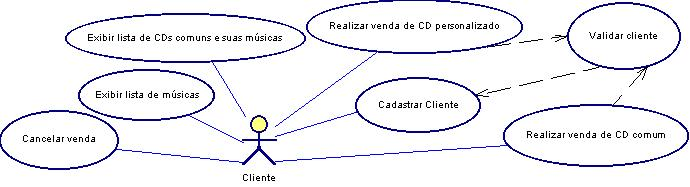 Exibir lista de CDs comuns e suas músicas
Realizar venda de CD personalizado
Validar cliente
Exibir lista de músicas
Cadastrar Cliente
Cancelar venda
Realizar venda de CD comum
Cliente